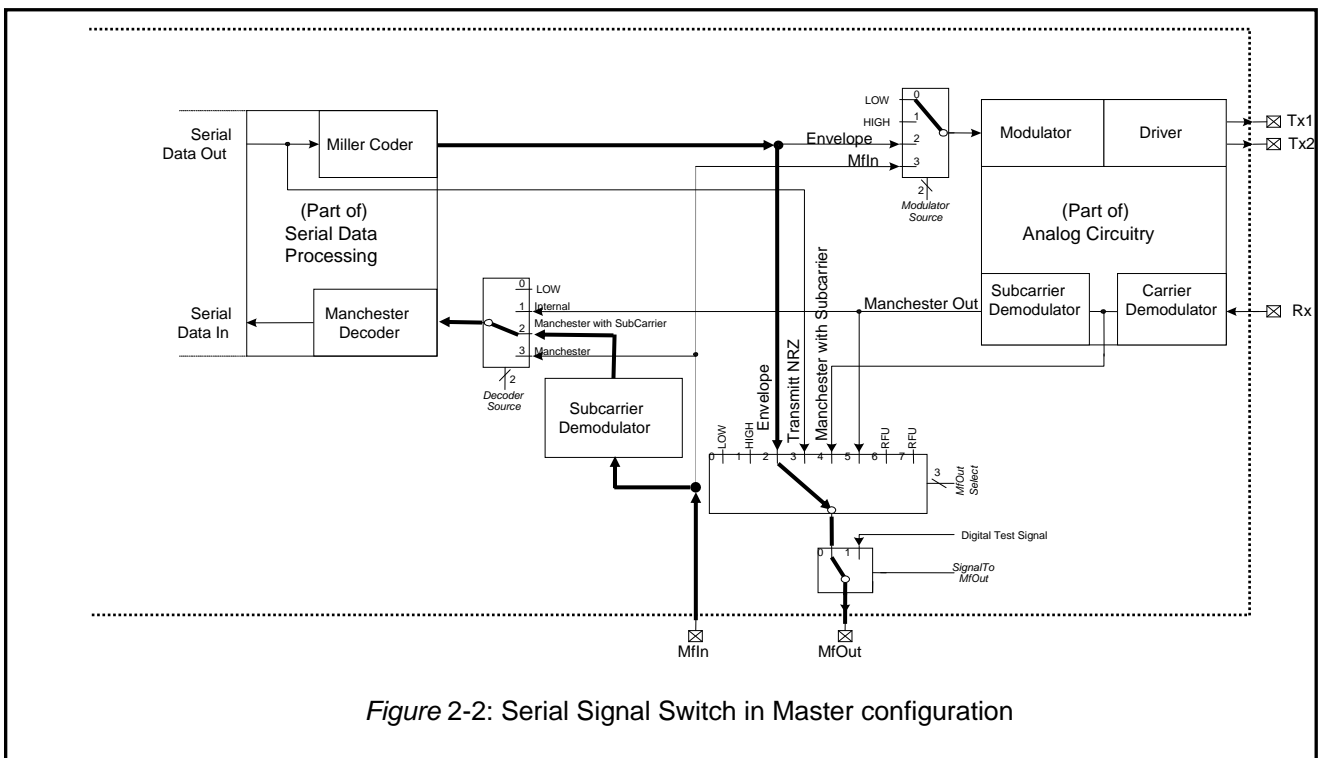 LOW
0
HIGH
1
Envelope
2
MfIn
3
2
Modulator
Source
Serial
Data Out
Miller Coder
(Part of)
Serial Data
Processing
Serial
Data In
Manchester
Decoder
Modulator
Driver
Tx1
Tx2
(Part of)
Analog Circuitry
Subcarrier
Demodulator
Carrier
Demodulator
Rx
Manchester Out
0
LOW
1
Internal
2
Manchester with SubCarrier
3
Manchester
2
Decoder
Source
Subcarrier
Demodulator
Envelope
Transmitt NRZ
Manchester with Subcarrier
0
LOW
1
HIGH
2
3
4
5
6
RFU
7
RFU
3
MfOut
Select
0
1
Digital Test Signal
SignalTo
MfOut
MfIn
MfOut
Figure 2-2: Serial Signal Switch in Master configuration